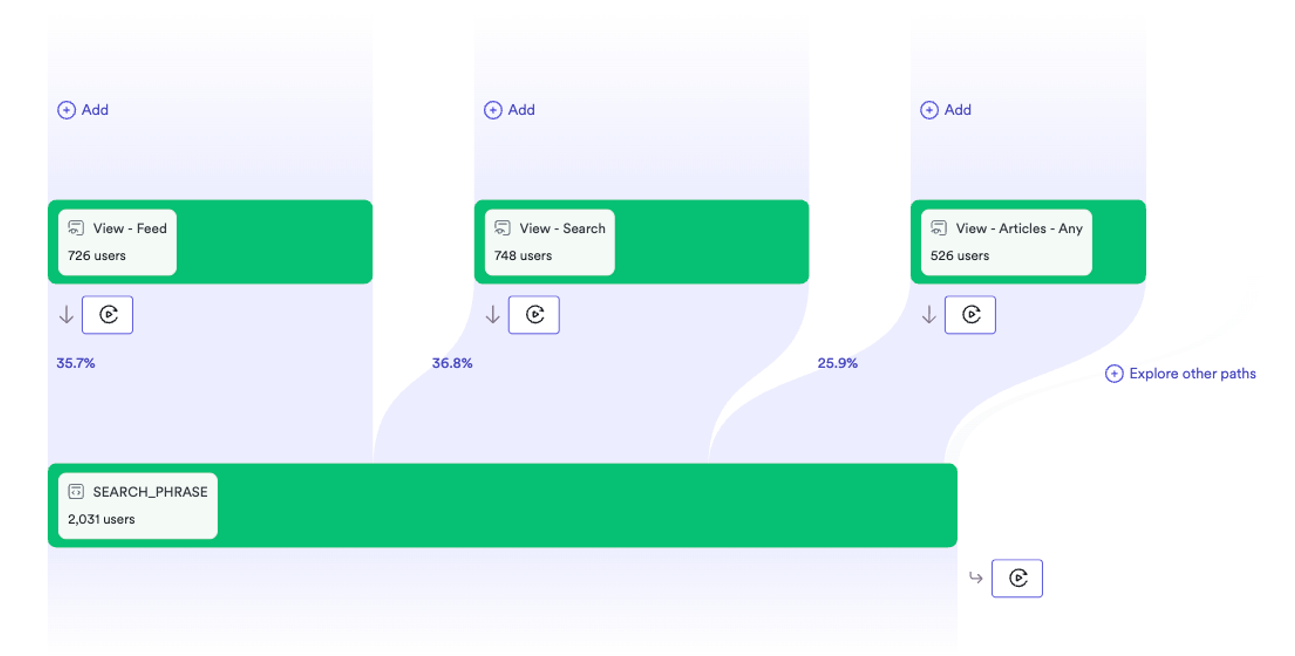 Add
Add
Add
View - Feed
726 users
View - Search
748 users
View - Articles - Any
526 users
35.7%
36.8%
25.9%
Explore other paths
SEARCH_PHRASE
2,031 users